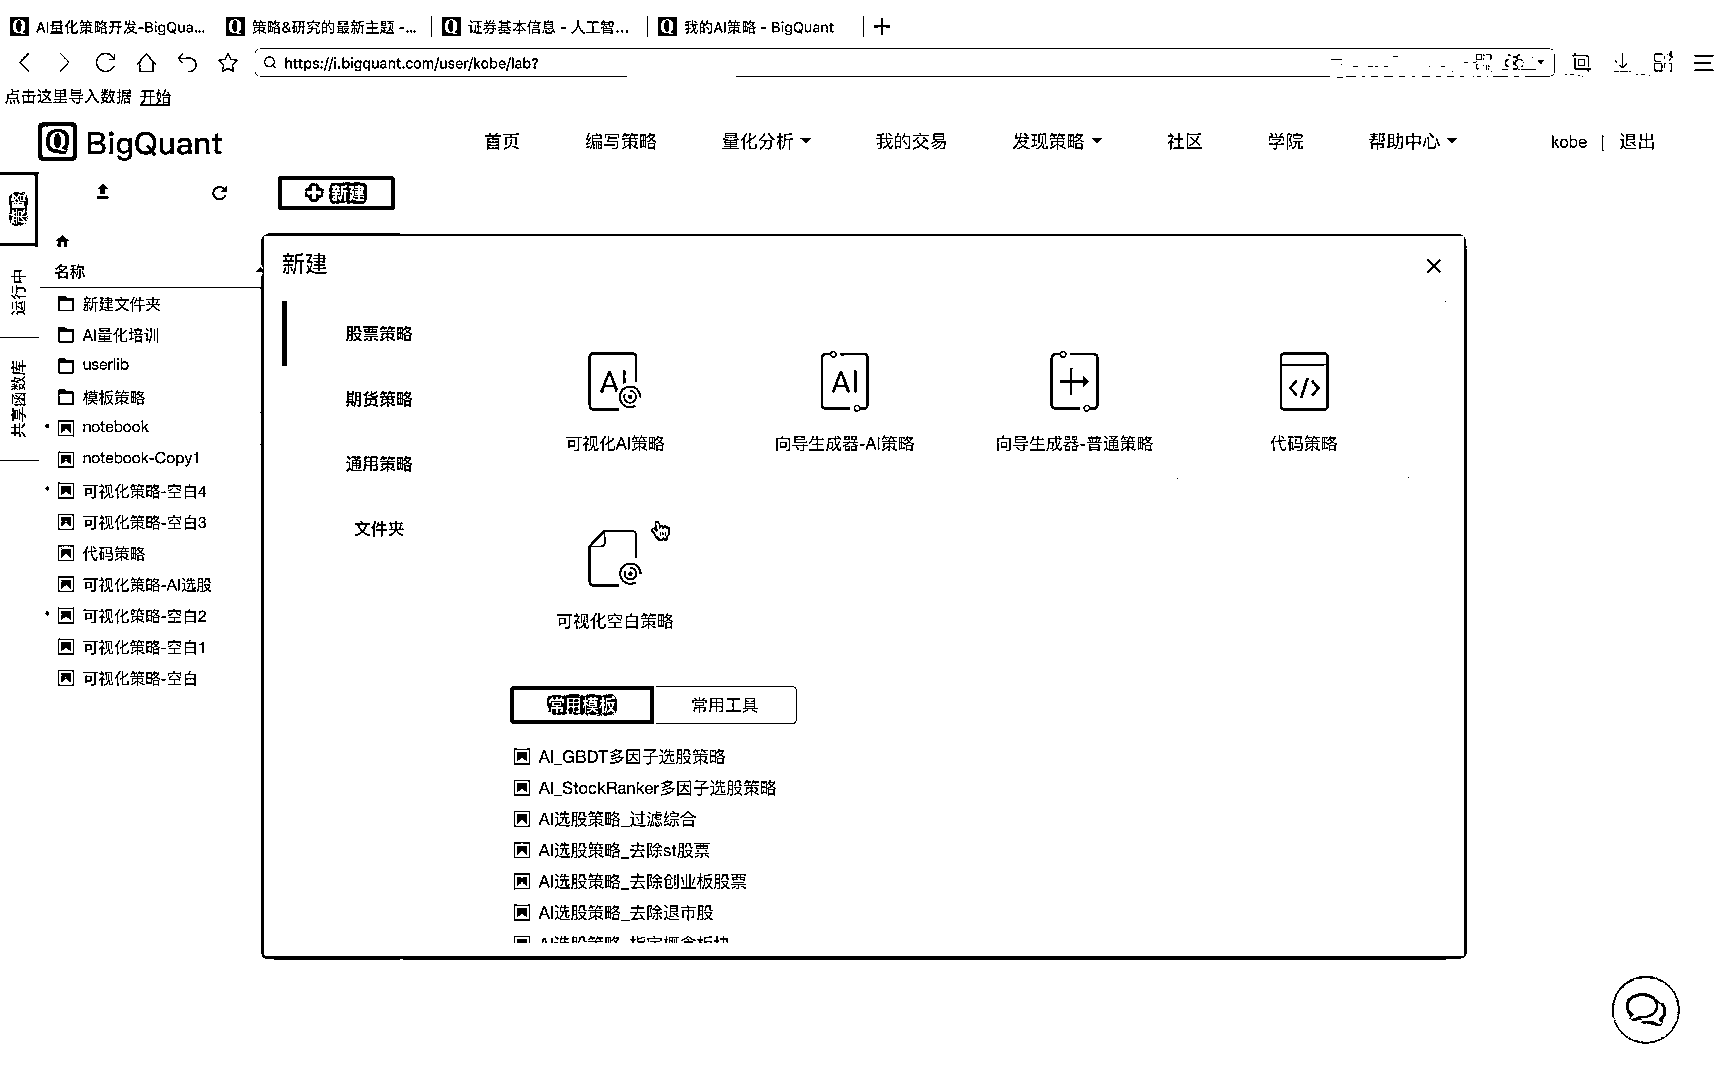 AI量化策略开发-BigQua...
策略&研究的最新主题 -...
证券基本信息 - 人工智...
我的AI策略 - BigQuant
https://i.bigquant.com/user/kobe/lab?
点击这里导入数据 开始
BigQuant
首页
编写策略
量化分析
我的交易
发现策略
社区
学院
帮助中心
kobe | 退出
策略
运行中
共享函数库
新建
名称
新建文件夹
AI量化培训
userlib
模板策略
notebook
notebook-Copy1
可视化策略-空白4
可视化策略-空白3
代码策略
可视化策略-AI选股
可视化策略-空白2
可视化策略-空白1
可视化策略-空白
新建
股票策略
期货策略
通用策略
文件夹
可视化AI策略
向导生成器-AI策略
向导生成器-普通策略
代码策略
可视化空白策略
常用模板
常用工具
AI_GBDT多因子选股策略
AI_StockRanker多因子选股策略
AI选股策略_过滤综合
AI选股策略_去除st股票
AI选股策略_去除创业板股票
AI选股策略_去除退市股
AI选股策略_指定概念板块